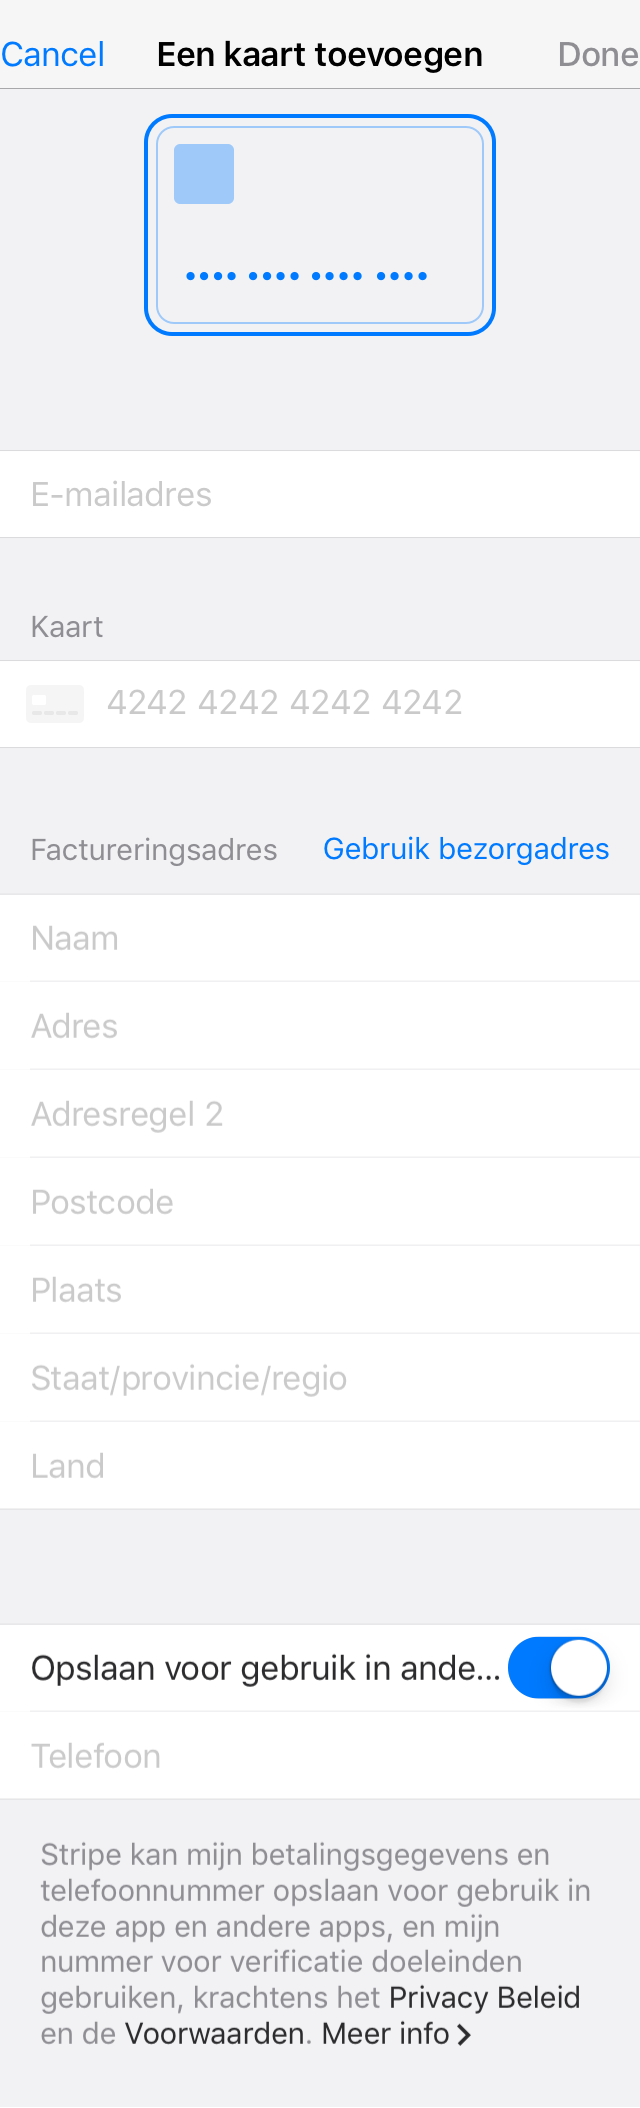 Cancel Een kaart toevoegen Done
•••• •••• •••• ••••
E-mailadres
Kaart
4242 4242 4242 4242
Factureringsadres Gebruik bezorgadres
Naam
Adres
Adresregel 2
Postcode
Plaats
Staat/provincie/regio
Land
Opslaan voor gebruik in ande...
Telefoon
Stripe kan mijn betalingsgegevens en
telefoonnummer opslaan voor gebruik in
deze app en andere apps, en mijn
nummer voor verificatie doeleinden
gebruiken, krachtens het Privacy Beleid
en de Voorwaarden. Meer info